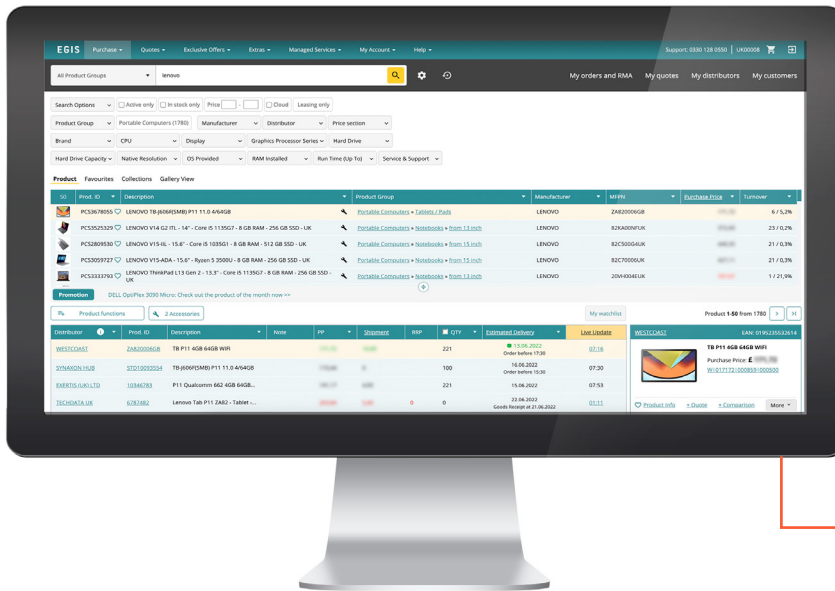 EGIS Purchase Quotes Exclusive Offers Extras Managed Services My Account Help Support: 0330 128 0550 | UK00008
All Product Groups lenovo My orders and RMA My quotes My distributors My customers
Search Options Active only In stock only Price - Cloud Leasing only
Product Group Portable Computers (1780) Manufacturer Distributor Price section
Brand CPU Display Graphics Processor Series Hard Drive
Hard Drive Capacity Native Resolution OS Provided RAM Installed Run Time (Up To) Service & Support
Product Favourites Collections Gallery View
50 Prod. ID Description Product Group Manufacturer MFPN Purchase Price Turnover
PCS3678055 LENOVO TB-J606F(SMB) P11 11.0 4/64GB Portable Computers » Tablets / Pads LENOVO ZA820006GB 6 / 5,2%
PCS3525329 LENOVO V14 G2 ITL - 14" - Core i5 1135G7 - 8 GB RAM - 256 GB SSD - UK Portable Computers » Notebooks » from 13 inch LENOVO 82KA00NFUK 23 / 0,2%
PCS2809530 LENOVO V15-IIL - 15.6" - Core i5 1035G1 - 8 GB RAM - 512 GB SSD - UK Portable Computers » Notebooks » from 15 inch LENOVO 82C500G4UK 21 / 0,3%
PCS3059727 LENOVO V15-ADA - 15.6" - Ryzen 5 3500U - 8 GB RAM - 256 GB SSD - UK Portable Computers » Notebooks » from 15 inch LENOVO 82C70006UK 21 / 0,3%
PCS3333793 LENOVO ThinkPad L13 Gen 2 - 13.3" - Core i5 1135G7 - 8 GB RAM - 256 GB SSD - UK Portable Computers » Notebooks » from 13 inch LENOVO 20VH004EUK 1 / 21,9%
Promotion DELL OptiPlex 3090 Micro: Check out the product of the month now >>
Product functions 2 Accessories My watchlist Product 1-50 from 1780
Distributor Prod. ID Description Note PP Shipment RRP QTY Estimated Delivery Live Update WESTCOAST EAN: 0195235532614
WESTCOAST ZA820006GB TB P11 4GB 64GB WIFI 221 13.06.2022 07:16
Order before 17:30
TB P11 4GB 64GB WIFI
Purchase Price: £
SYNAXON HUB STD10093554 TB-J606F(SMB) P11 11.0 4/64GB 100 16.06.2022 07:30
Order before 15:30
EXERTIS (UK) LTD 10346783 P11 Qualcomm 662 4GB 64GB... 221 15.06.2022 07:53
TECHDATA UK 6787482 Lenovo Tab P11 ZA82 - Tablet -... 0 0 22.06.2022 01:11
Goods Receipt at 21.06.2022
Product info + Quote + Comparison More